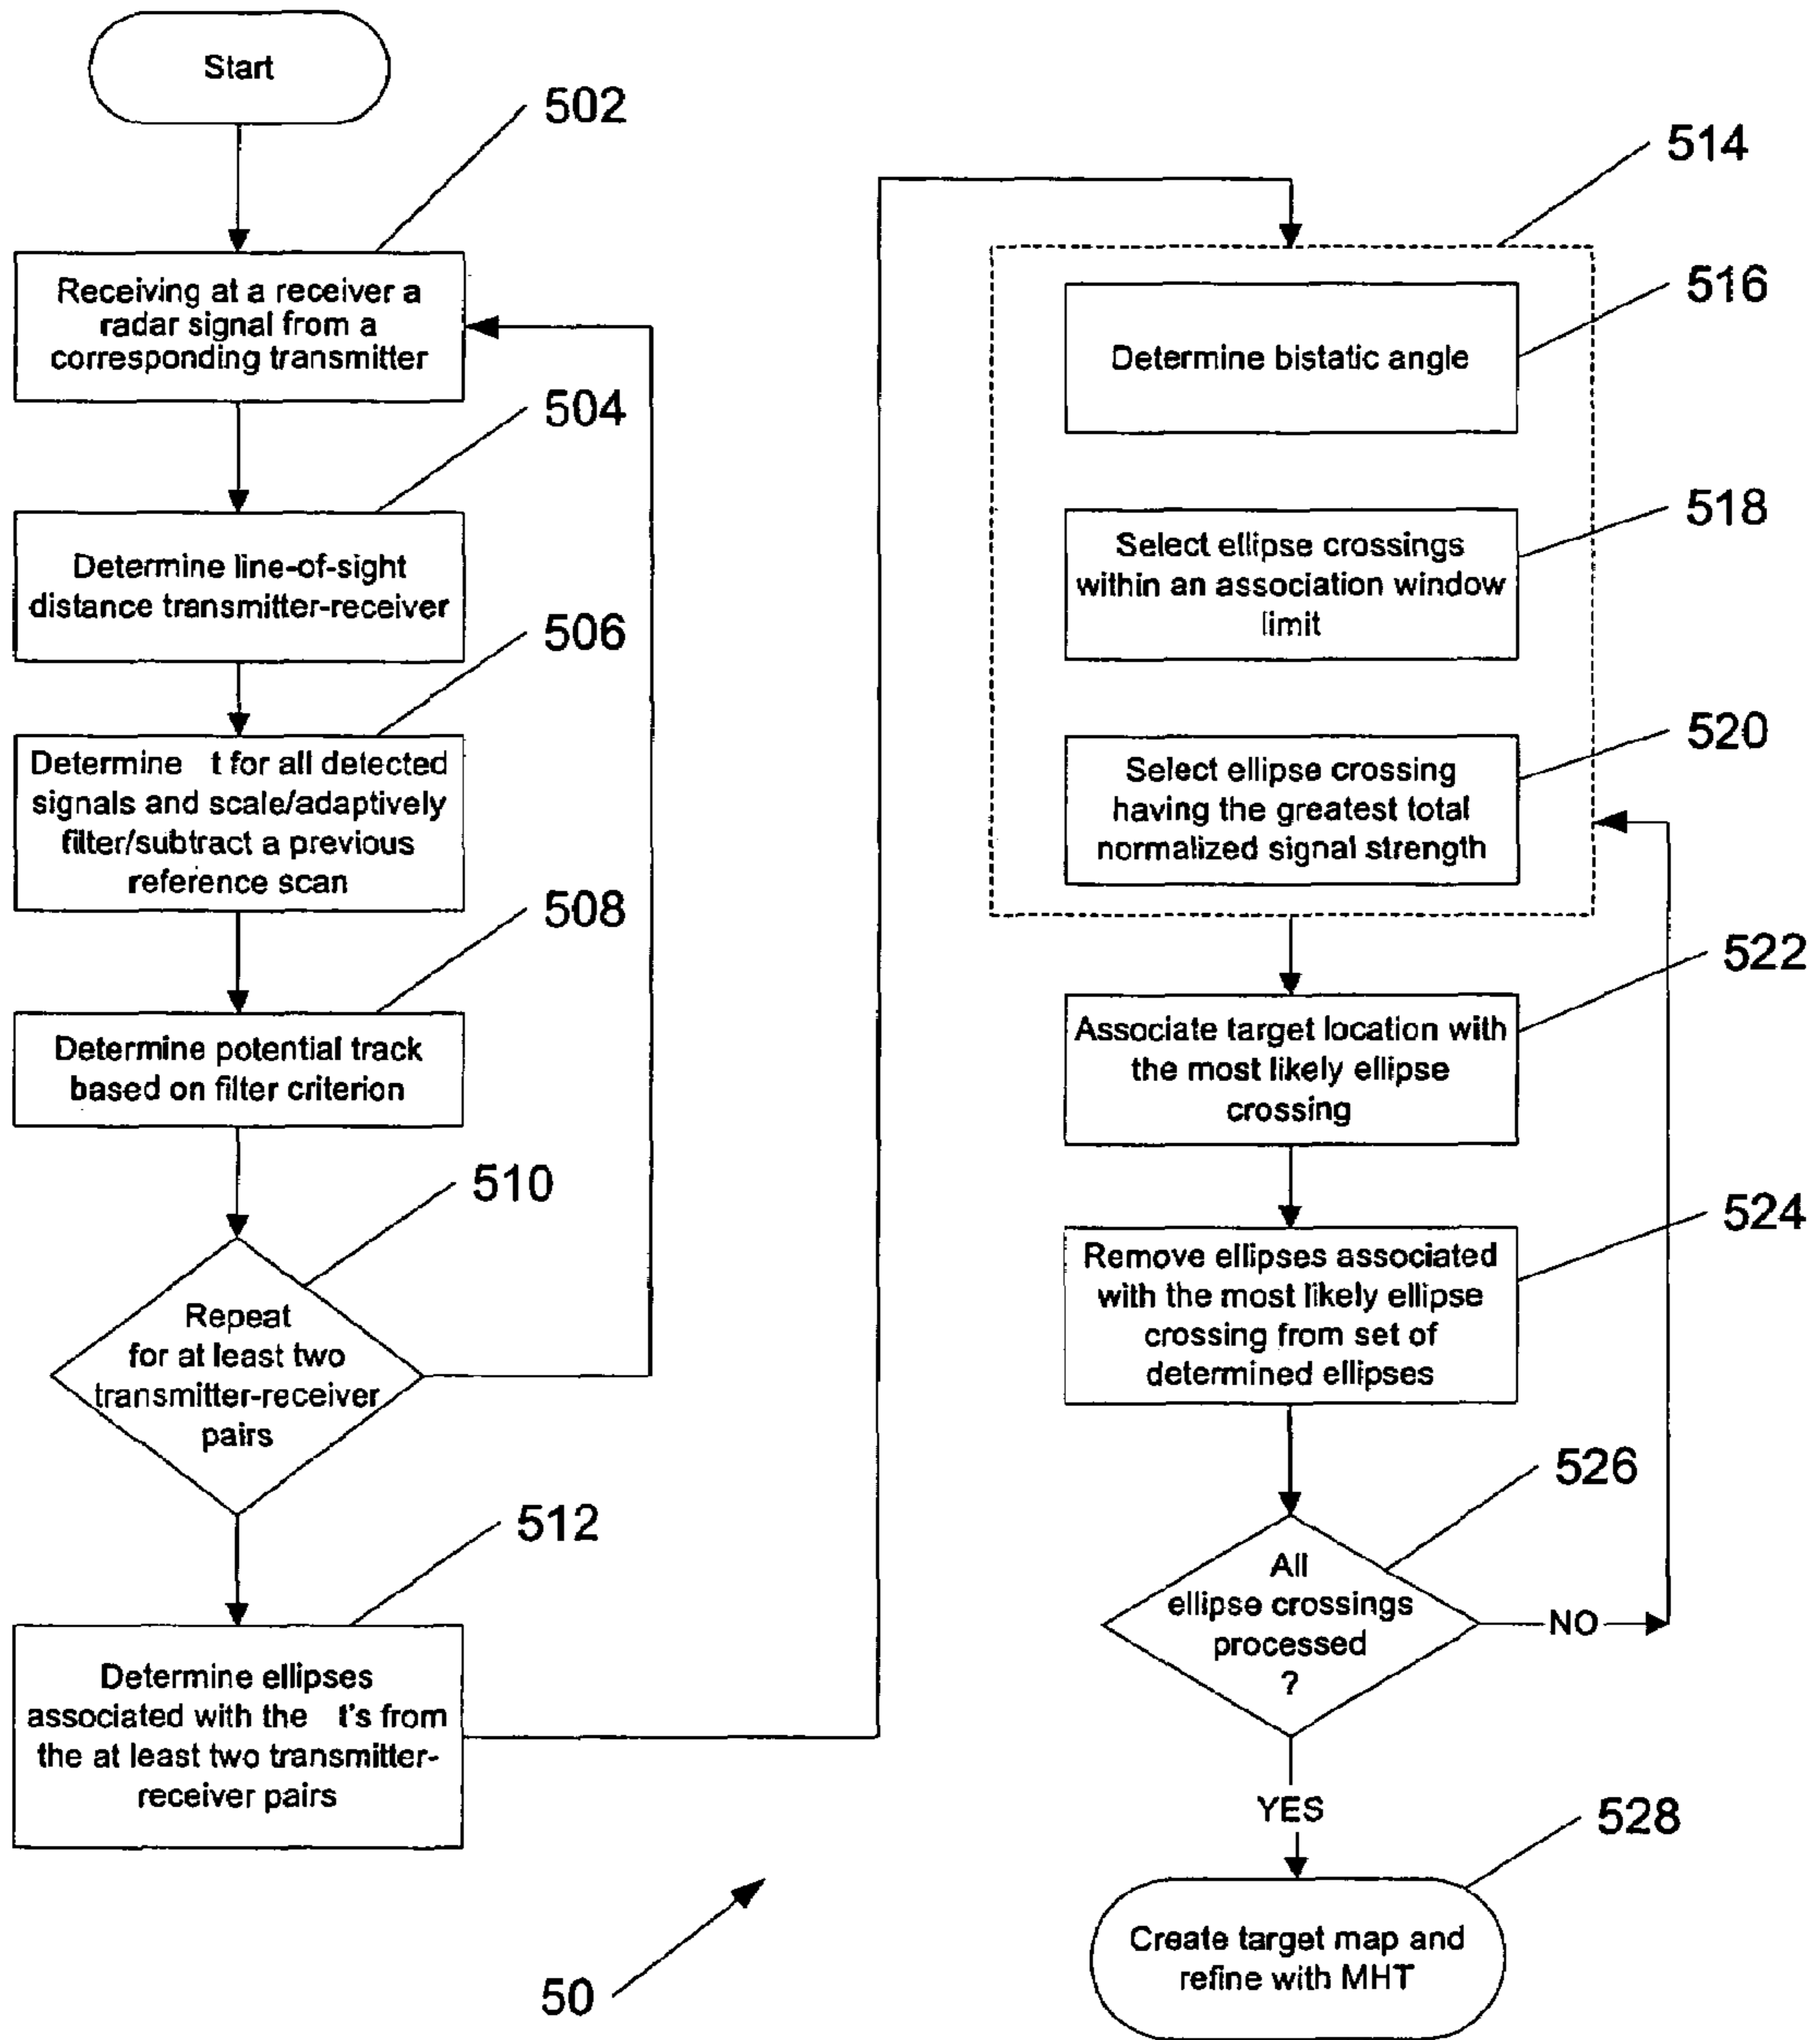 Start
502
Receiving at a receiver a
radar signal from a
corresponding transmitter
504
Determine line-of-sight
distance transmitter-receiver
506
Determine t for all detected
signals and scale/adaptively
filter/subtract a previous
reference scan
508
Determine potential track
based on filter criterion
510
Repeat
for at least two
transmitter-receiver
pairs
512
Determine ellipses
associated with the t's from
the at least two transmitter-
receiver pairs
514
516
Determine bistatic angle
518
Select ellipse crossings
within an association window
limit
520
Select ellipse crossing
having the greatest total
normalized signal strength
522
Associate target location with
the most likely ellipse
crossing
524
Remove ellipses associated
with the most likely ellipse
crossing from set of
determined ellipses
526
All
ellipse crossings
processed
?
NO
YES
528
Create target map and
refine with MHT
50